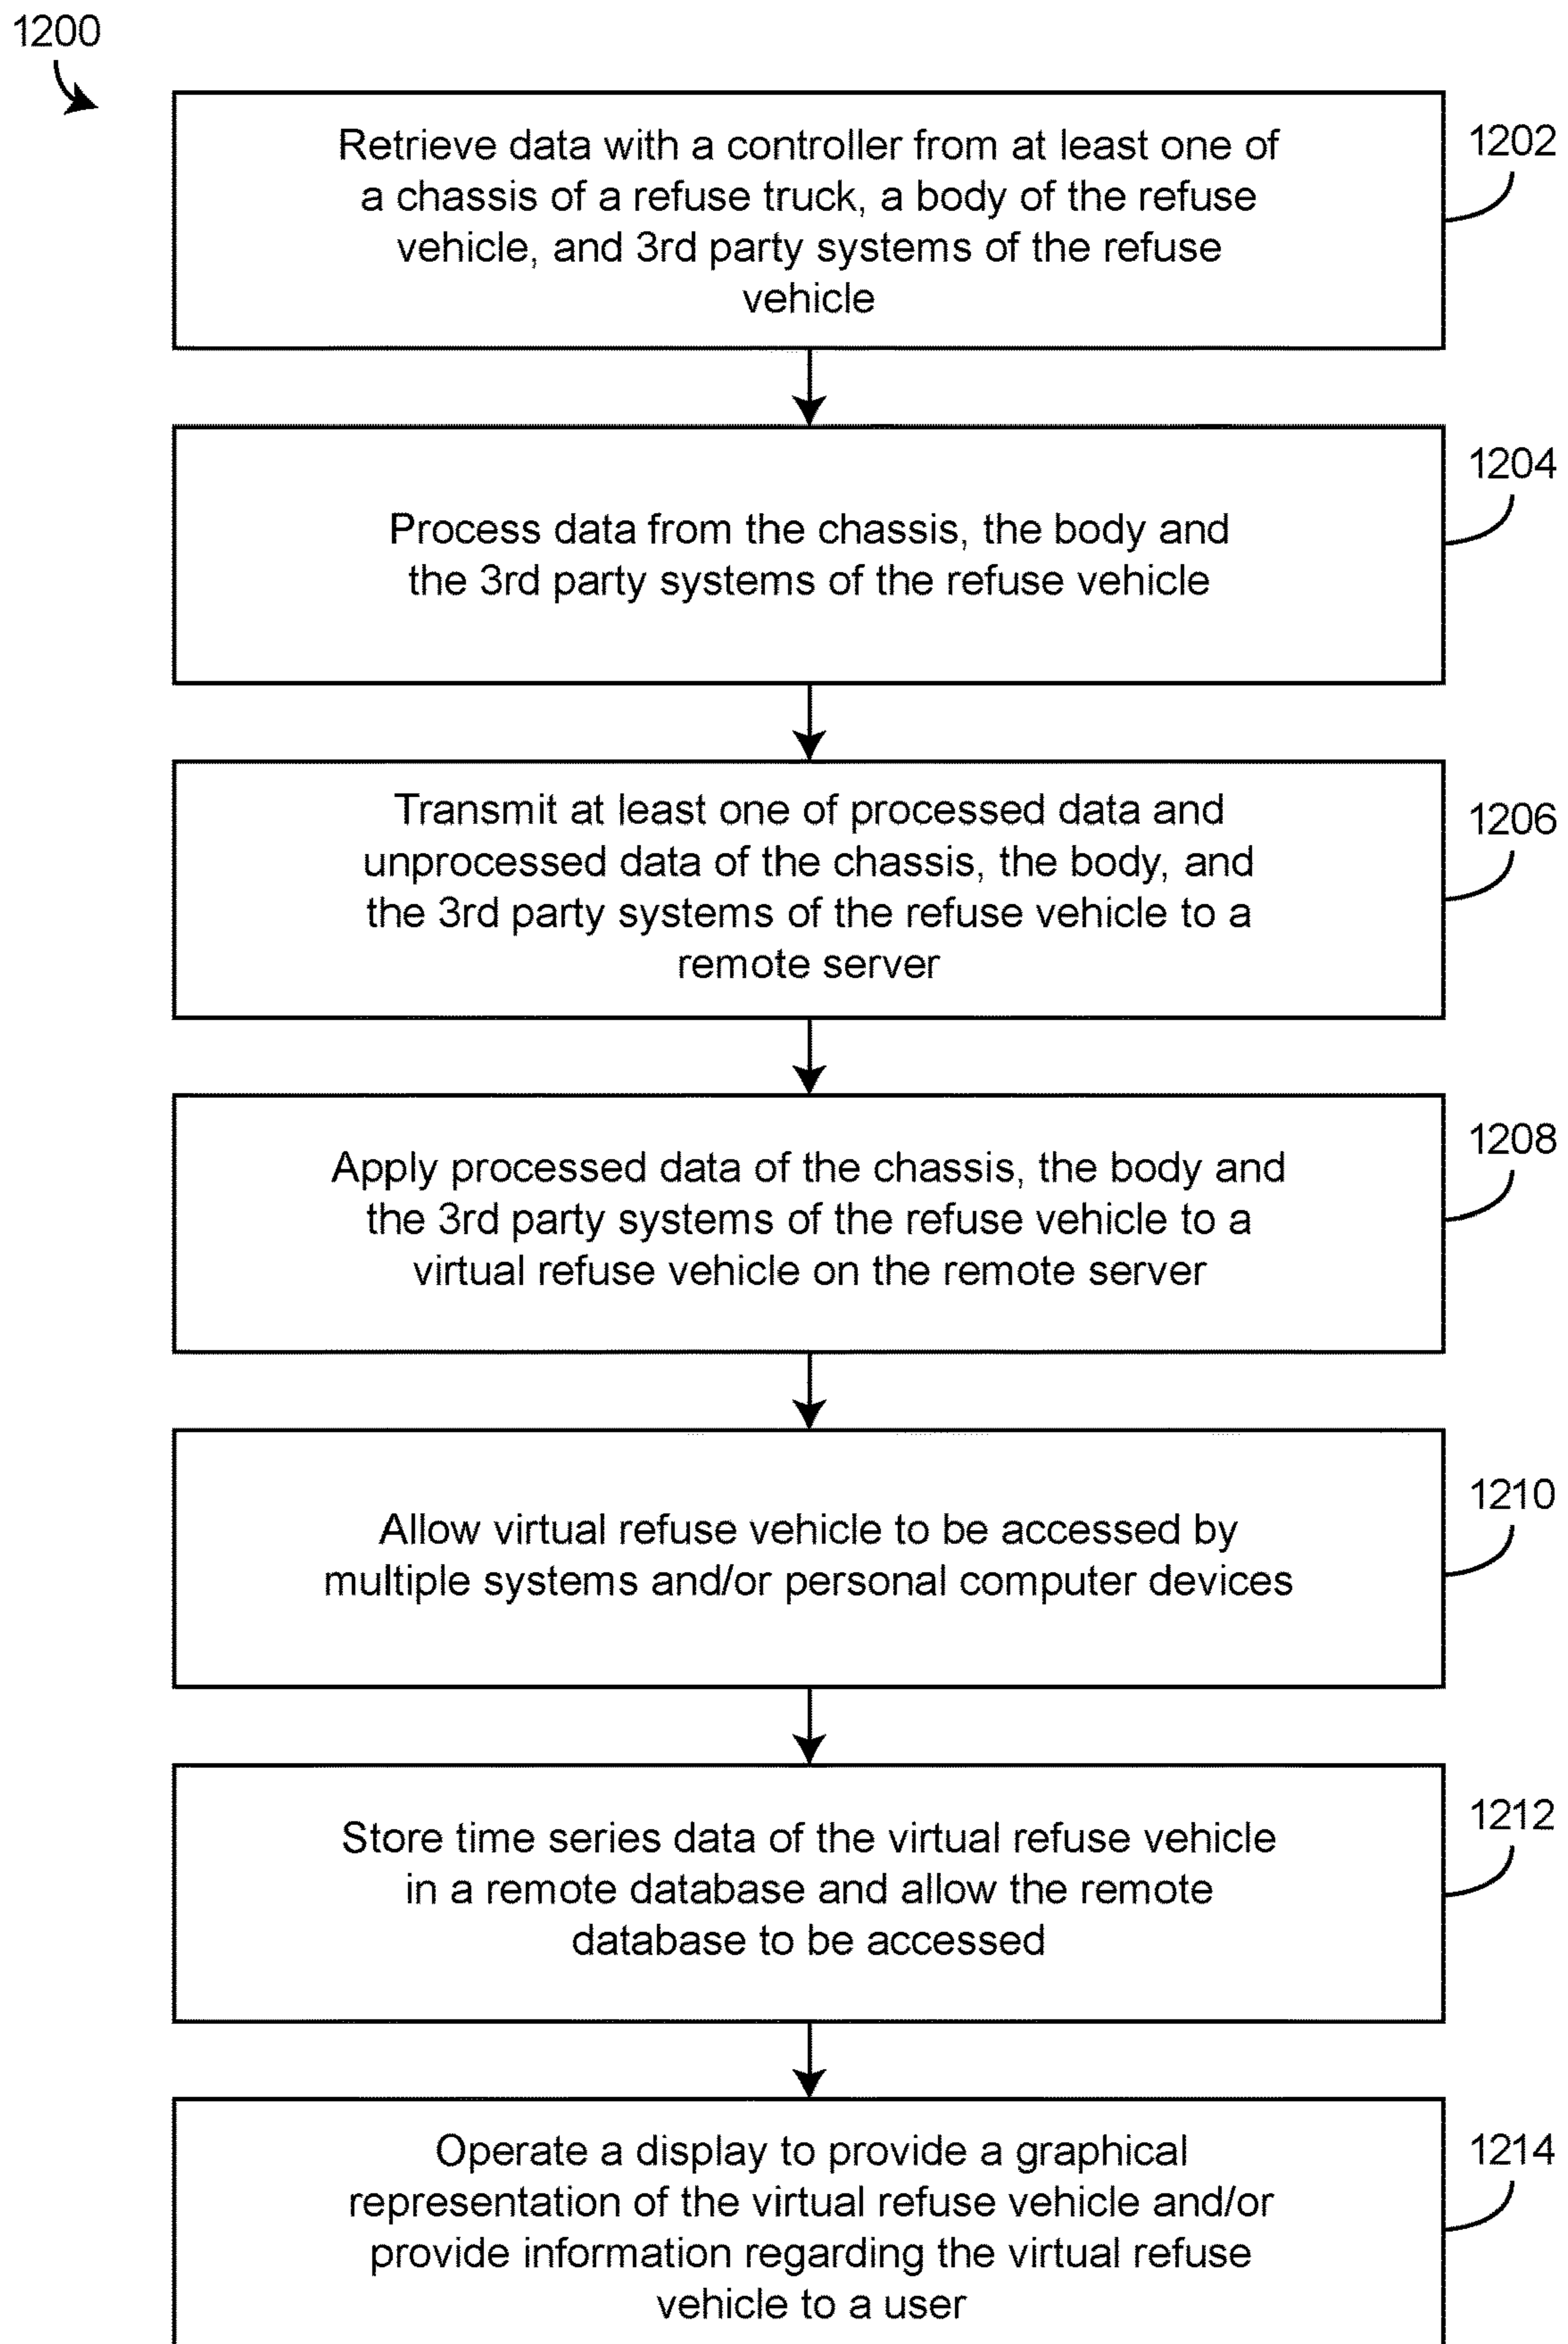 1200
Retrieve data with a controller from at least one of
a chassis of a refuse truck, a body of the refuse
vehicle, and 3rd party systems of the refuse
vehicle
1202
Process data from the chassis, the body and
the 3rd party systems of the refuse vehicle
1204
Transmit at least one of processed data and
unprocessed data of the chassis, the body, and
the 3rd party systems of the refuse vehicle to a
remote server
1206
Apply processed data of the chassis, the body and
the 3rd party systems of the refuse vehicle to a
virtual refuse vehicle on the remote server
1208
Allow virtual refuse vehicle to be accessed by
multiple systems and/or personal computer devices
1210
Store time series data of the virtual refuse vehicle
in a remote database and allow the remote
database to be accessed
1212
Operate a display to provide a graphical
representation of the virtual refuse vehicle and/or
provide information regarding the virtual refuse
vehicle to a user
1214